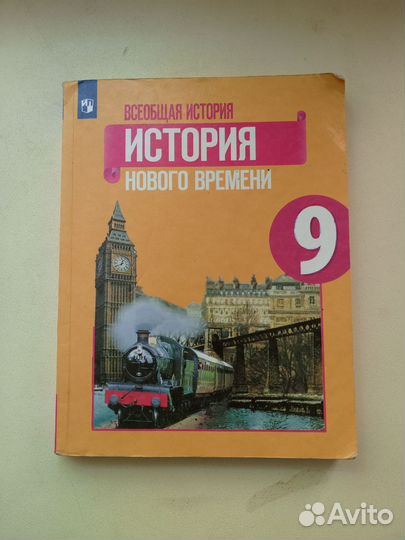 ВСЕОБЩАЯ ИСТОРИЯ
ИСТОРИЯ
НОВОГО ВРЕМЕНИ
9
Avito